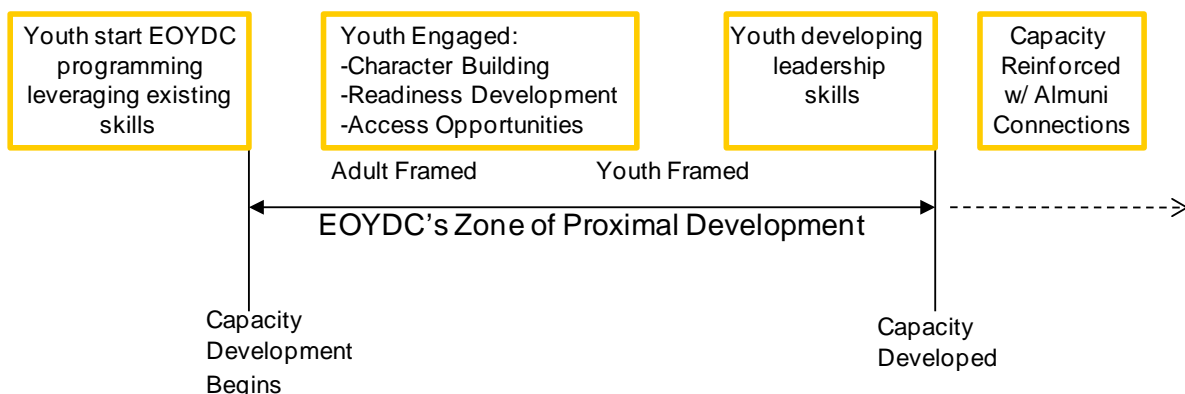 Youth start EOYDC
programming
leveraging existing
skills
Youth Engaged:
-Character Building
-Readiness Development
-Access Opportunities
Youth developing
leadership
skills
Capacity
Reinforced
w/ Almuni
Connections
Adult Framed
Youth Framed
EOYDC's Zone of Proximal Development
Capacity
Development
Begins
Capacity
Developed